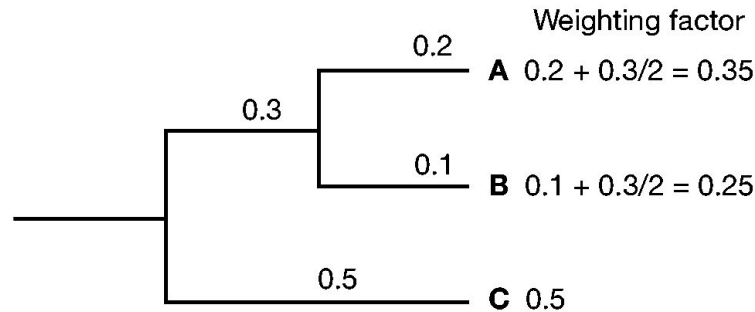 Weighting factor
0.2
A 0.2 + 0.3/2 = 0.35
0.3
0.1
B 0.1 + 0.3/2 = 0.25
0.5
C 0.5